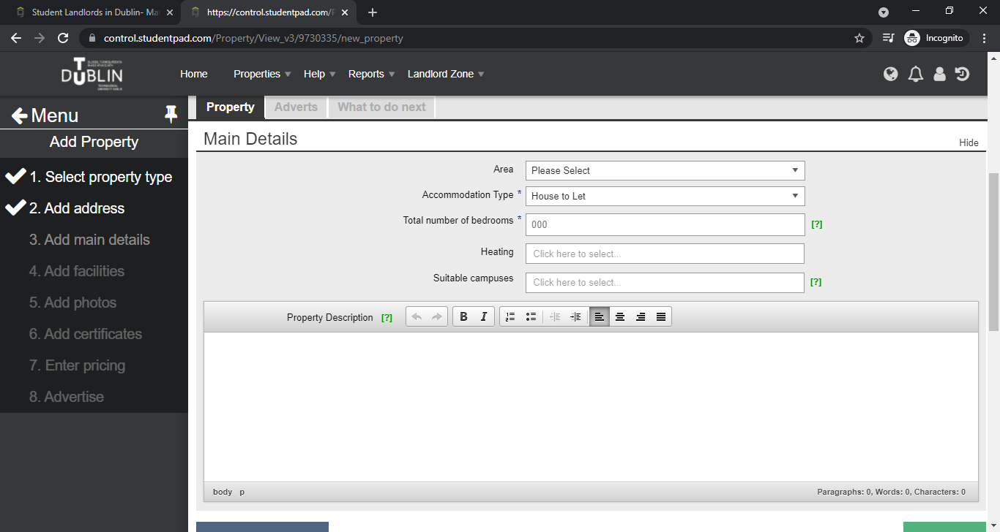 Student Landlords in Dublin- Ma
https://control.studentpad.com/P
control.studentpad.com/Property/View_v3/9730335/new_property
Incognito
DUBLIN
Home Properties Help Reports Landlord Zone
Menu
Add Property
1. Select property type
2. Add address
3. Add main details
4. Add facilities
5. Add photos
6. Add certificates
7. Enter pricing
8. Advertise
Property Adverts What to do next
Main Details
Hide
Area Please Select
Accommodation Type * House to Let
Total number of bedrooms * 000 [?]
Heating Click here to select...
Suitable campuses Click here to select... [?]
Property Description [?] B I
body p
Paragraphs: 0, Words: 0, Characters: 0